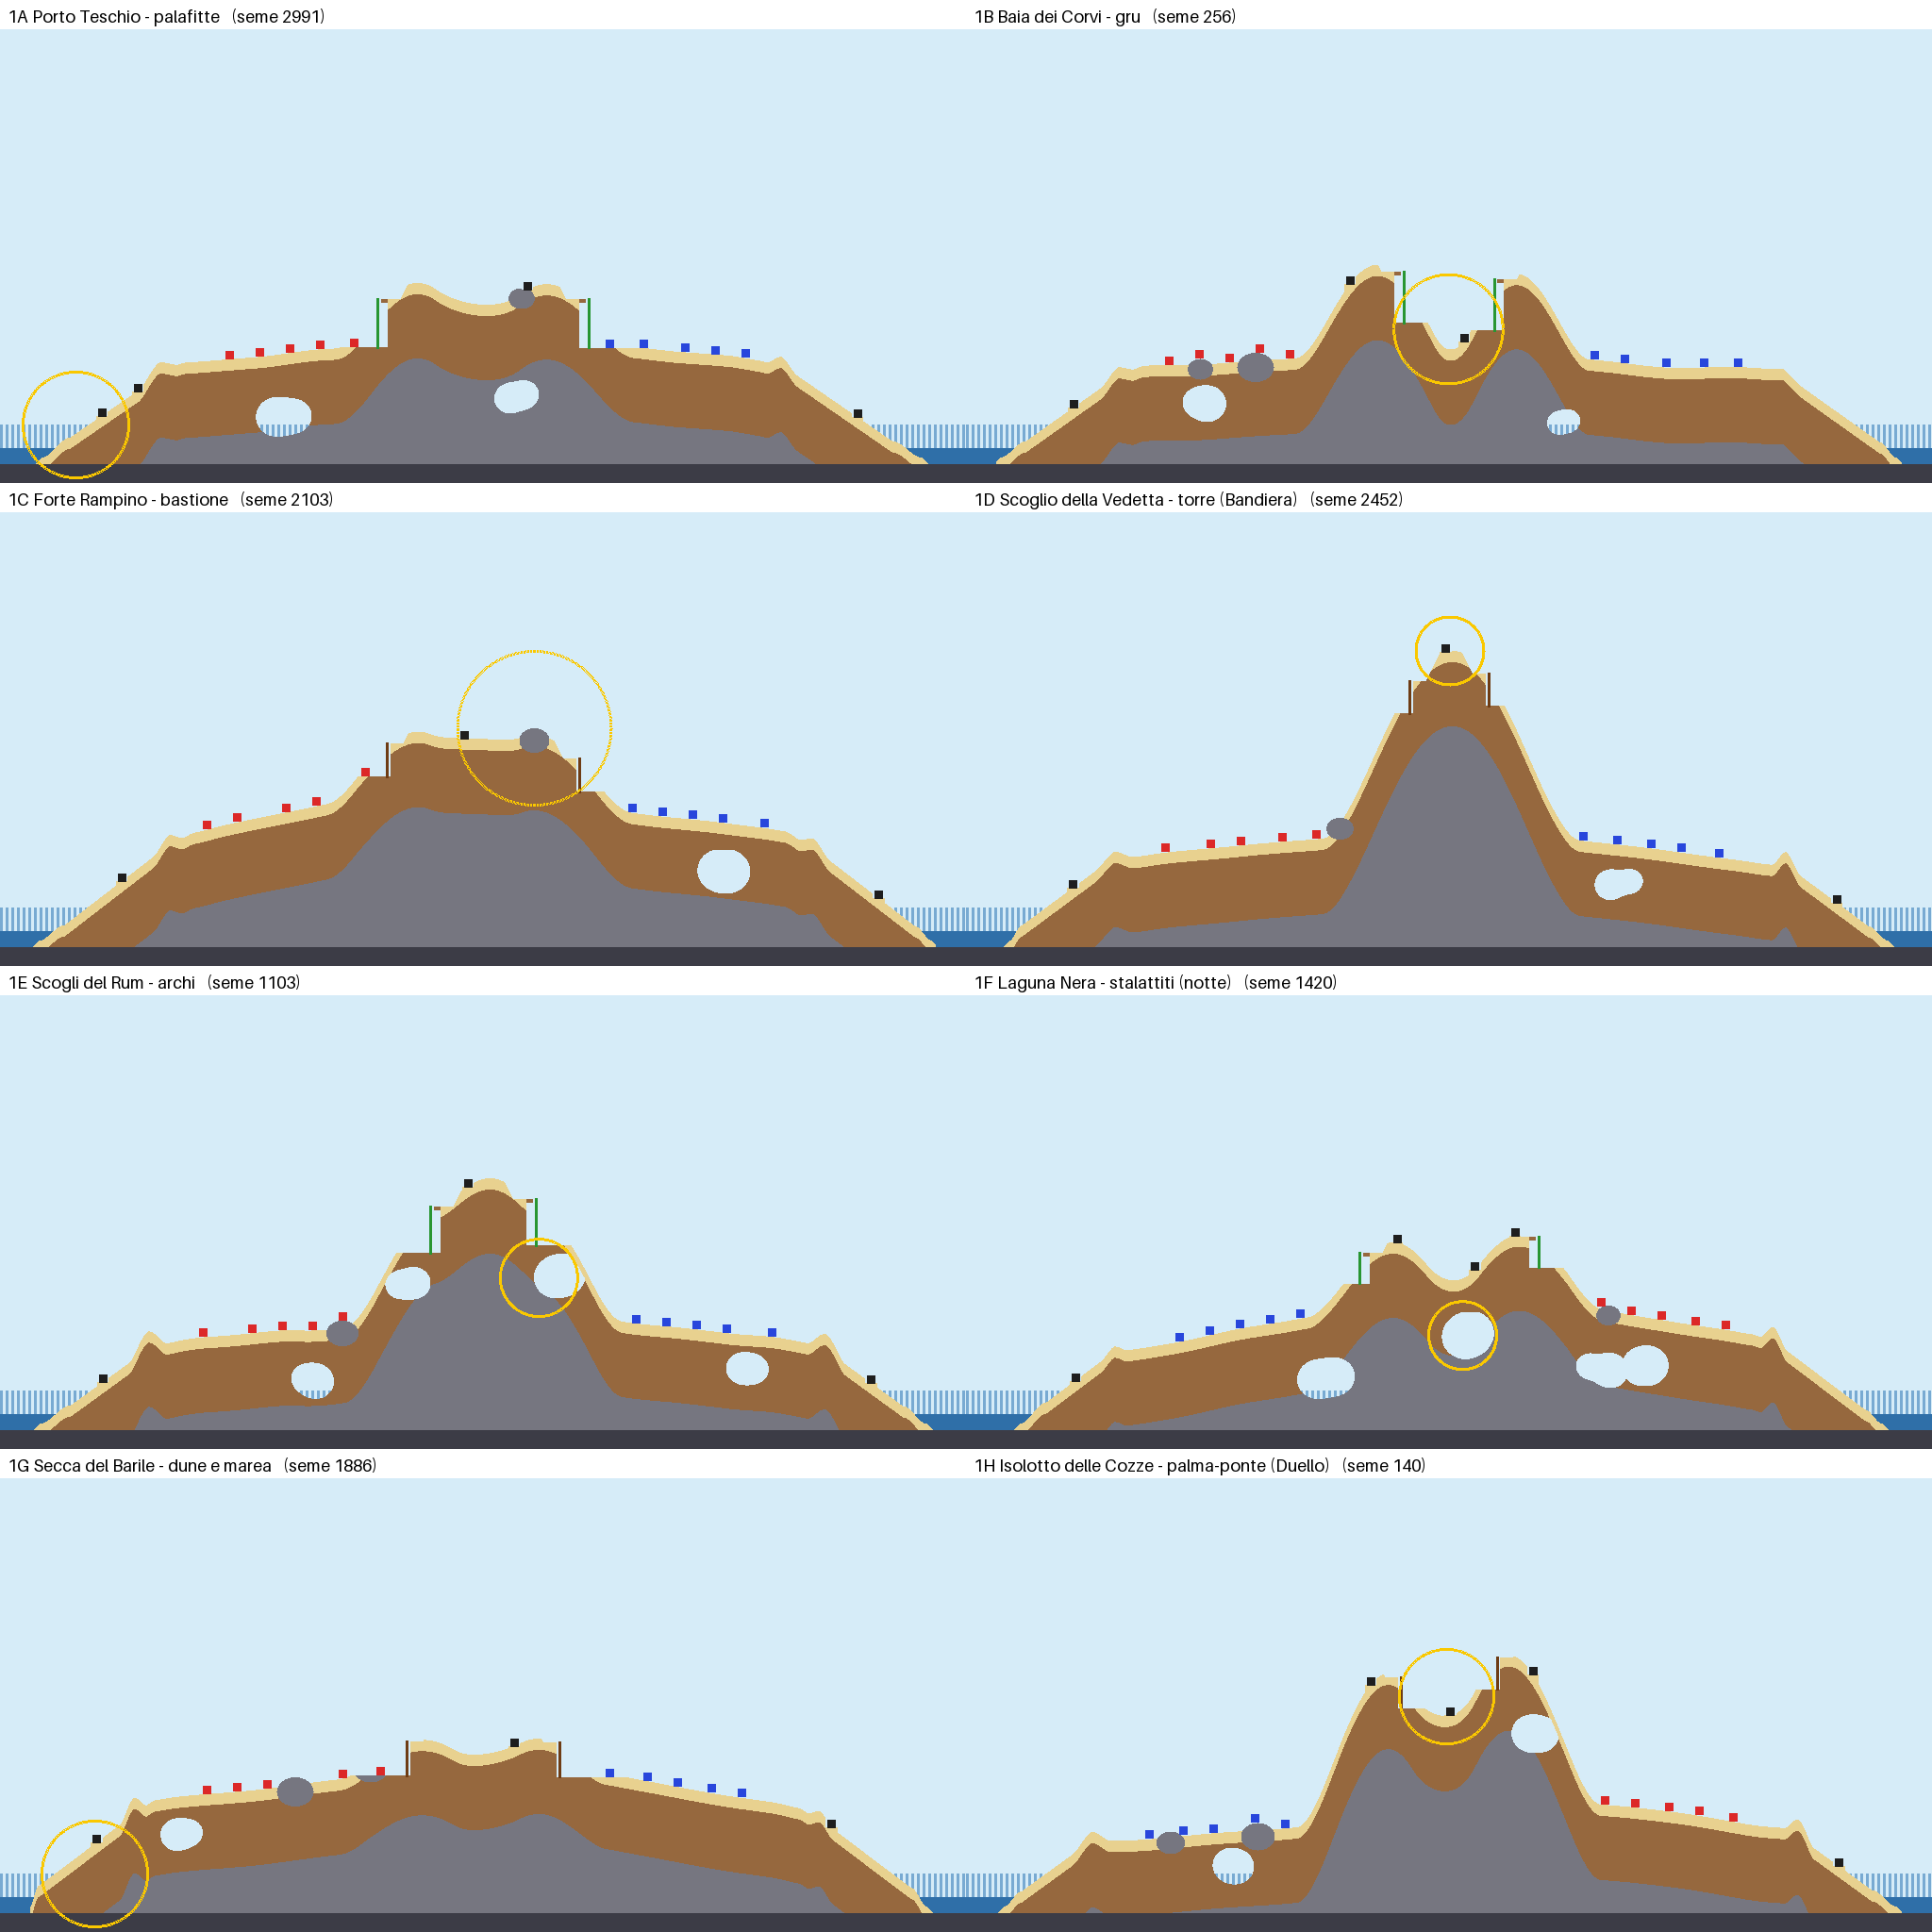 1A Porto Teschio - palafitte (seme 2991)
1B Baia dei Corvi - gru (seme 256)
1C Forte Rampino - bastione (seme 2103)
1D Scoglio della Vedetta - torre (Bandiera) (seme 2452)
1E Scogli del Rum - archi (seme 1103)
1F Laguna Nera - stalattiti (notte) (seme 1420)
1G Secca del Barile - dune e marea (seme 1886)
1H Isolotto delle Cozze - palma-ponte (Duello) (seme 140)